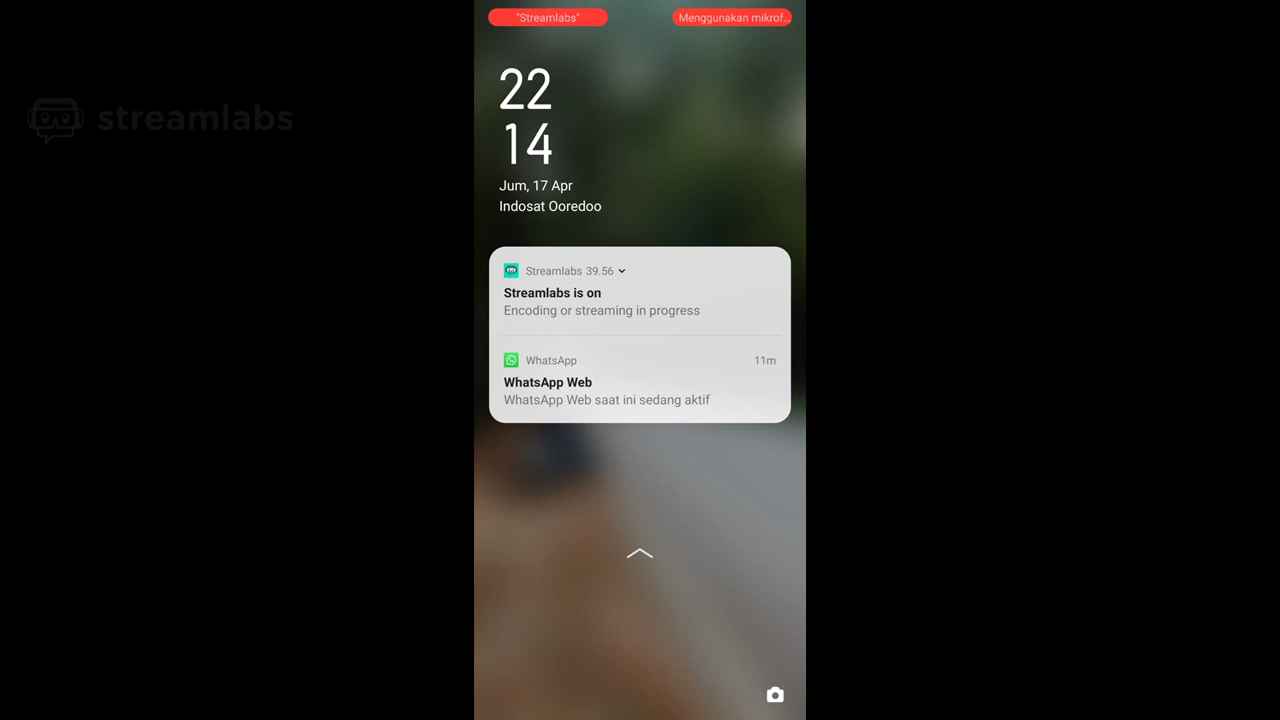 "Streamlabs"
Menggunakan mikrof...
streamlabs
22
14
Jum, 17 Apr
Indosat Ooredoo
Streamlabs 39.56
Streamlabs is on
Encoding or streaming in progress
WhatsApp
11m
WhatsApp Web
WhatsApp Web saat ini sedang aktif